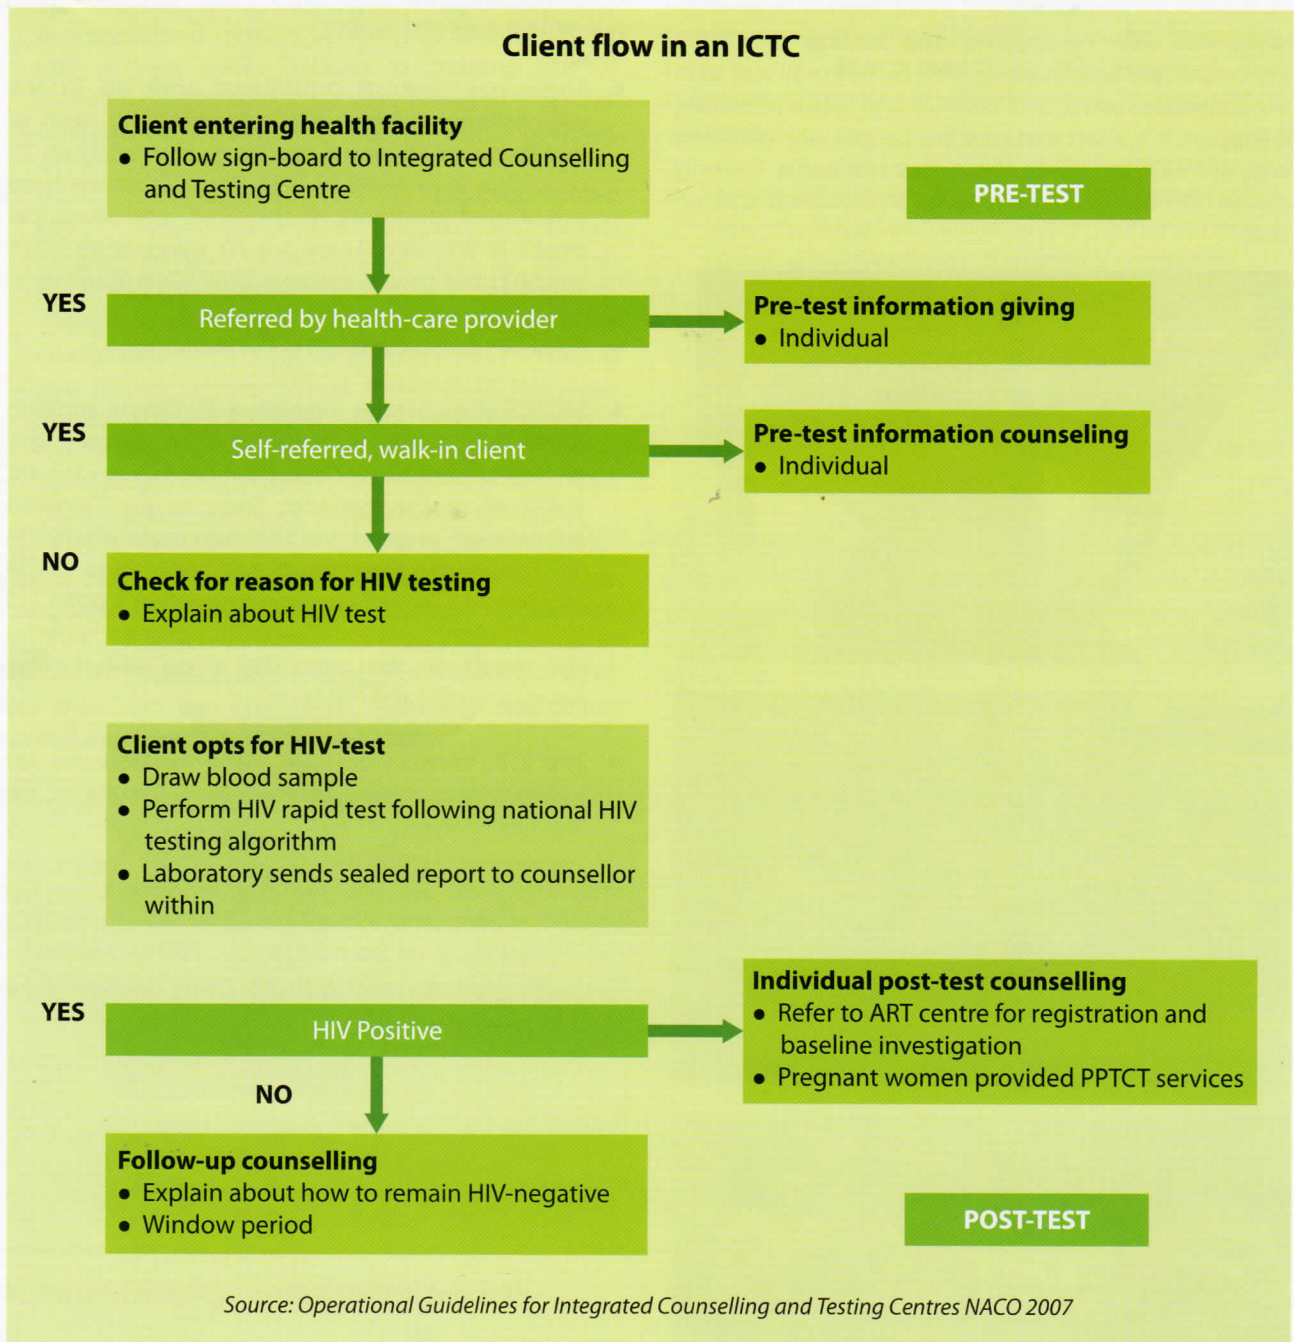 Client flow in an ICTC
Client entering health facility
● Follow sign-board to Integrated Counselling
and Testing Centre
PRE-TEST
YES
Referred by health-care provider
Pre-test information giving
● Individual
YES
Self-referred, walk-in client
Pre-test information counseling
● Individual
NO
Check for reason for HIV testing
● Explain about HIV test
Client opts for HIV-test
● Draw blood sample
● Perform HIV rapid test following national HIV
testing algorithm
● Laboratory sends sealed report to counsellor
within
YES
HIV Positive
Individual post-test counselling
● Refer to ART centre for registration and
baseline investigation
● Pregnant women provided PPTCT services
NO
Follow-up counselling
● Explain about how to remain HIV-negative
● Window period
POST-TEST
Source: Operational Guidelines for Integrated Counselling and Testing Centres NACO 2007